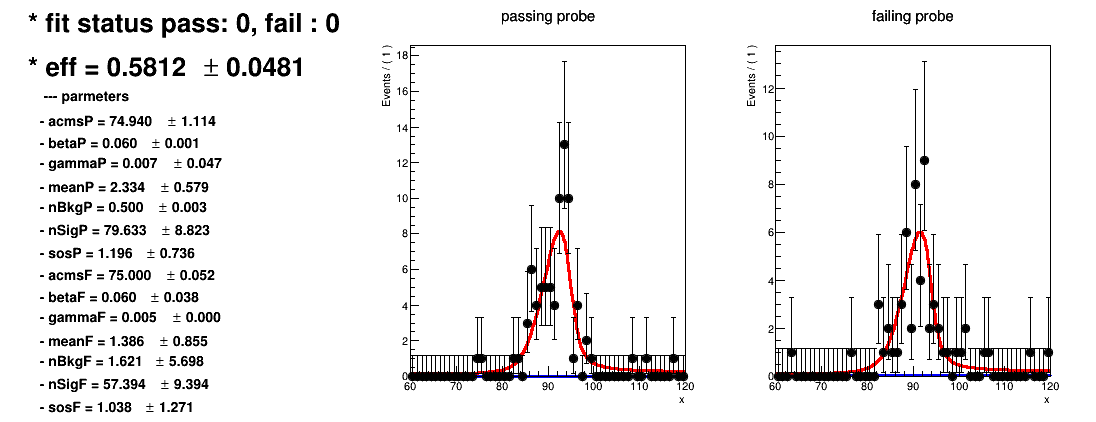 * fit status pass: 0, fail : 0
* eff = 0.5812 ± 0.0481
--- parmeters
- acmsP = 74.940 ± 1.114
- betaP = 0.060 ± 0.001
- gammaP = 0.007 ± 0.047
- meanP = 2.334 ± 0.579
- nBkgP = 0.500 ± 0.003
- nSigP = 79.633 ± 8.823
- sosP = 1.196 ± 0.736
- acmsF = 75.000 ± 0.052
- betaF = 0.060 ± 0.038
- gammaF = 0.005 ± 0.000
- meanF = 1.386 ± 0.855
- nBkgF = 1.621 ± 5.698
- nSigF = 57.394 ± 9.394
- sosF = 1.038 ± 1.271
passing probe
Events / ( 1 )
18
16
14
12
10
8
6
4
2
0
60 70 80 90 100 110 120
x
failing probe
Events / ( 1 )
12
10
8
6
4
2
0
60 70 80 90 100 110 120
x